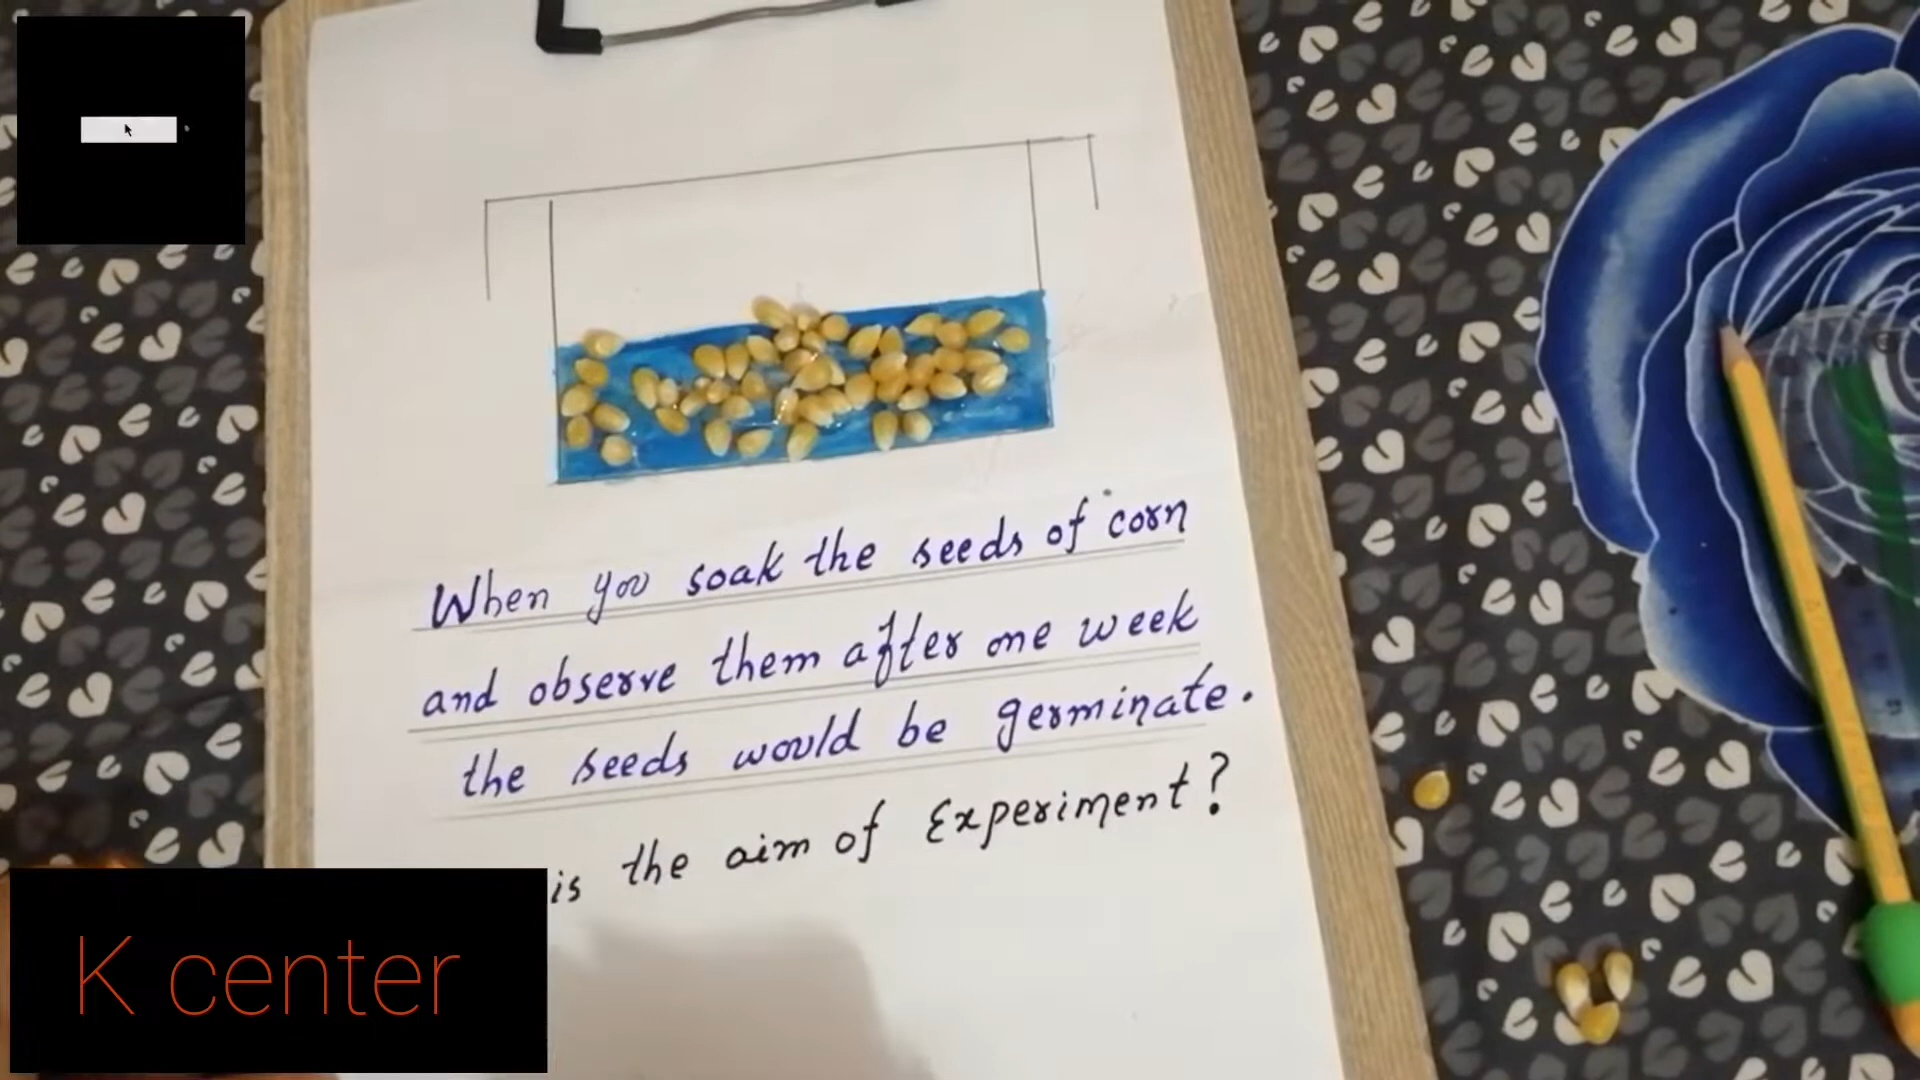 When you soak the seeds of corn
and observe them after one week
the seeds would be germinate.
is the aim of Experiment?
K center